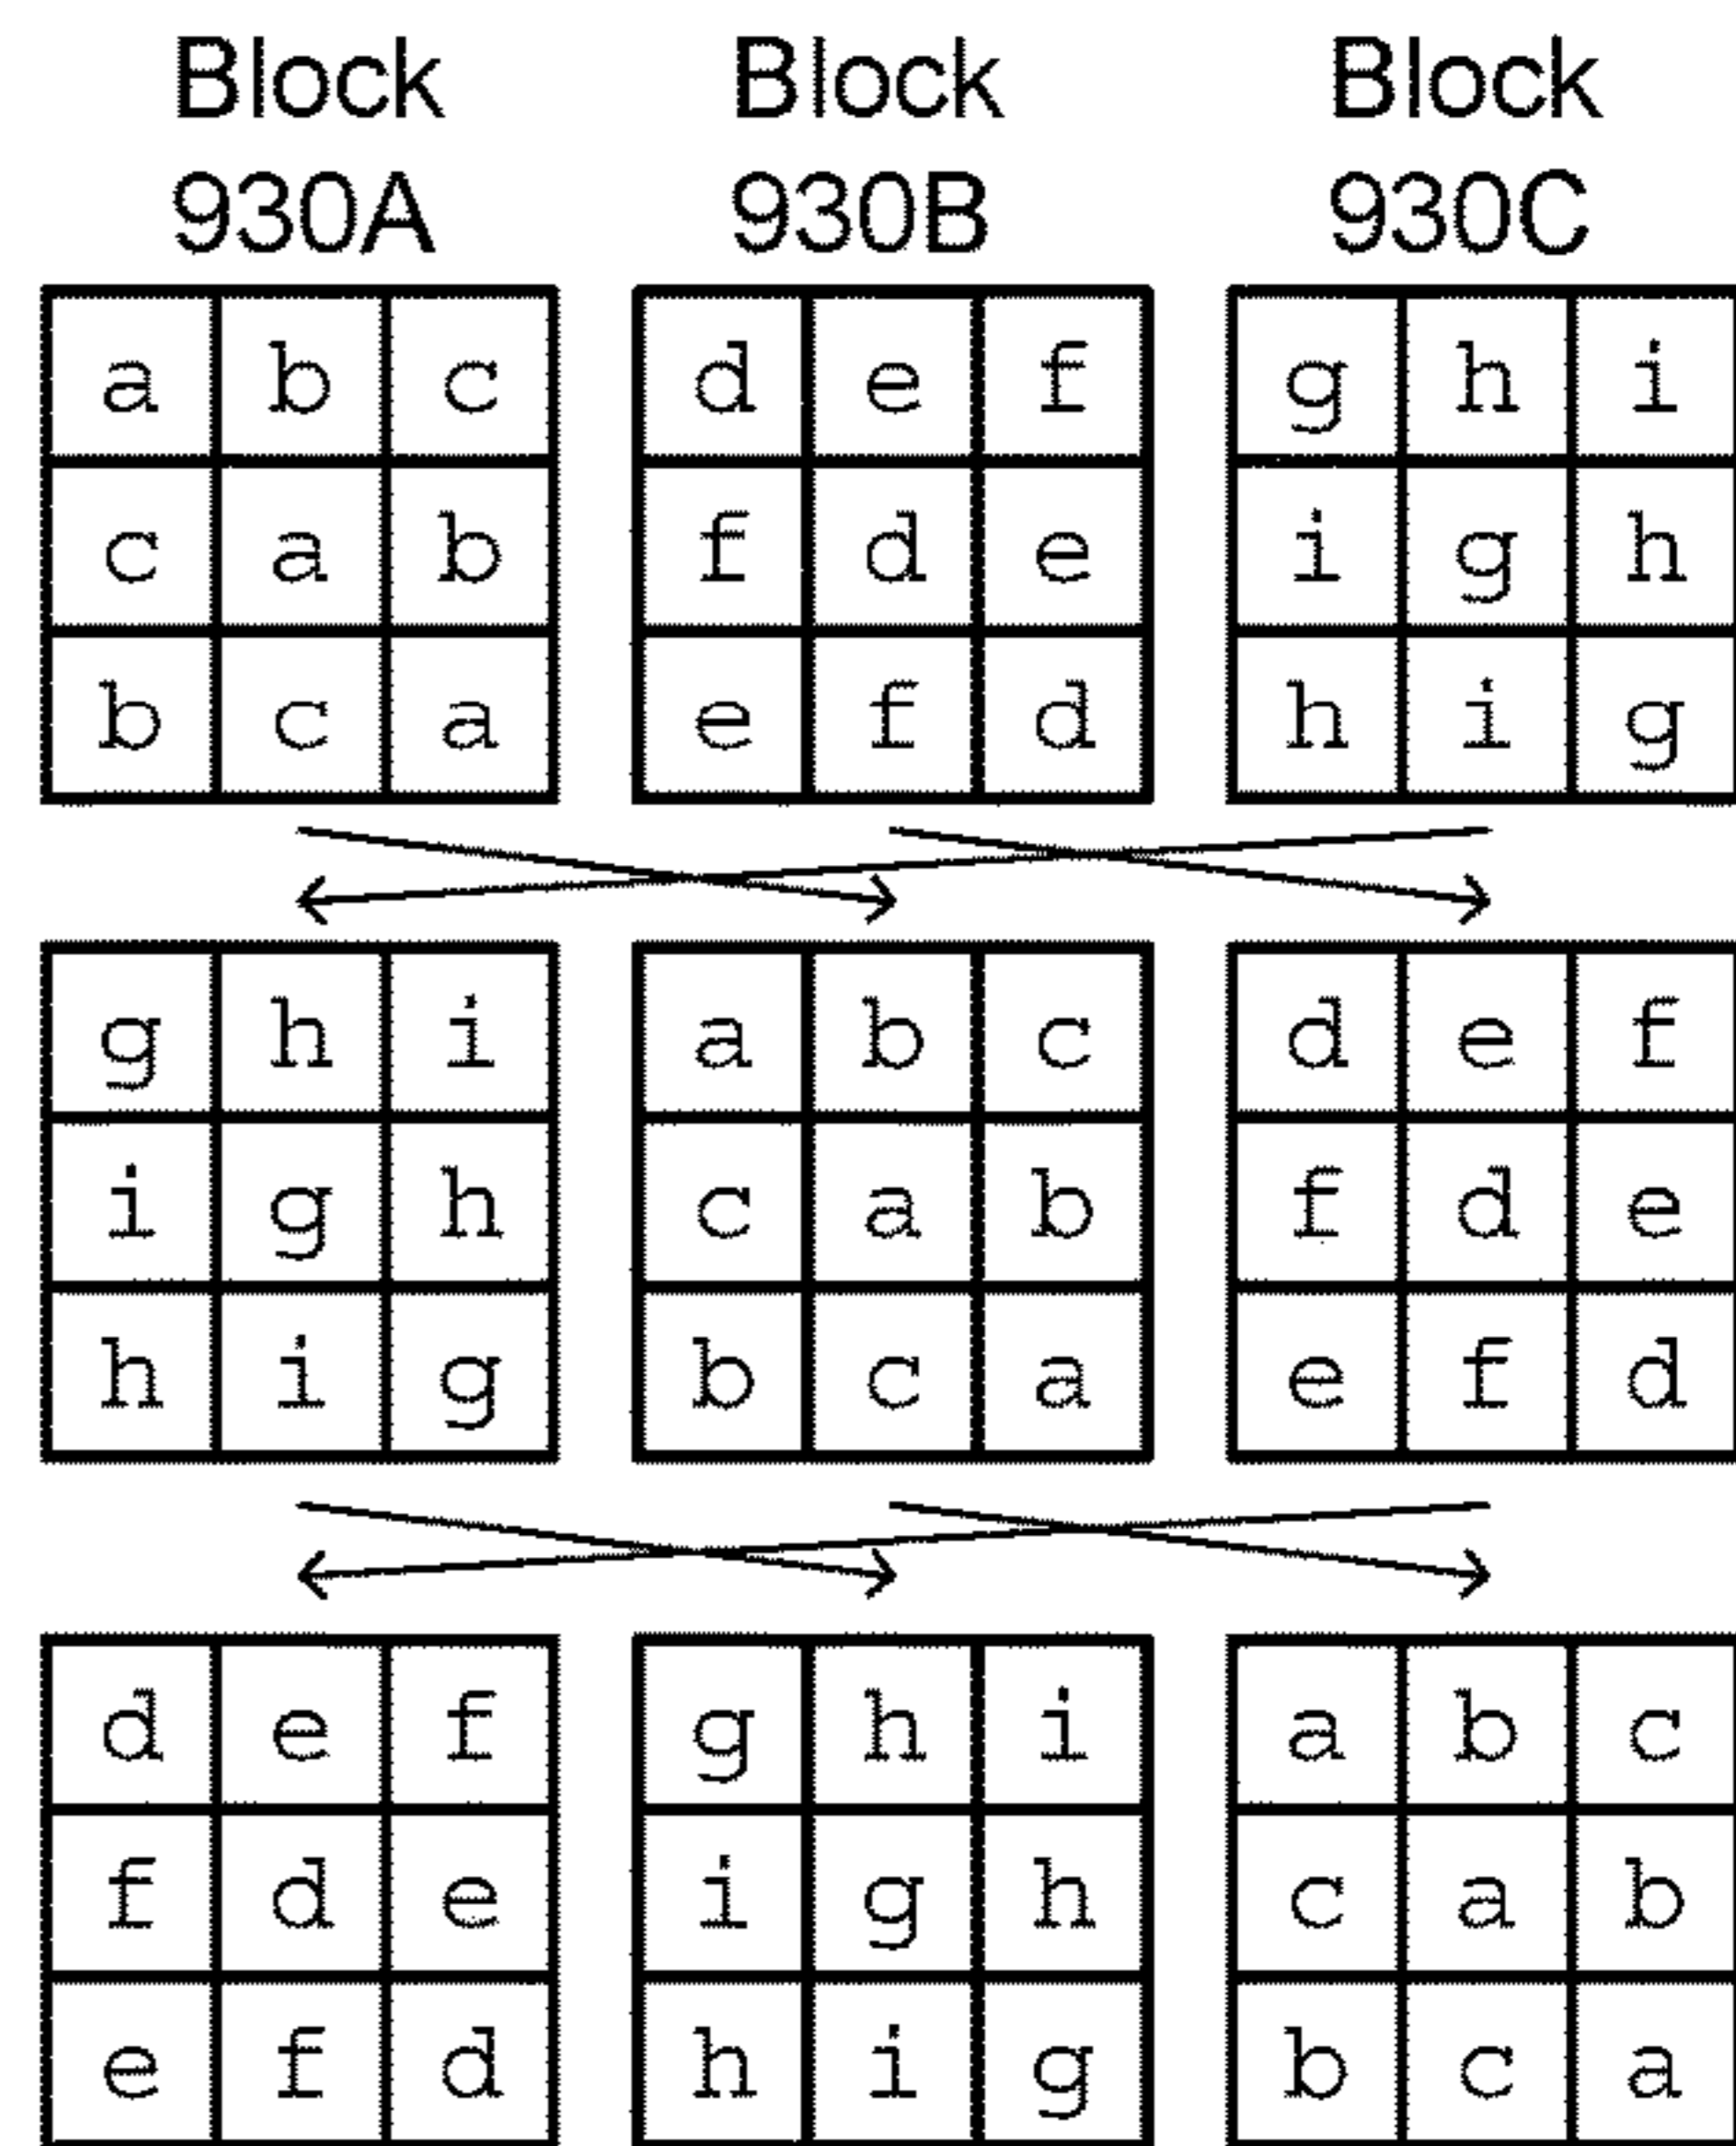 Block Block Block
930A 930B 930C
a b c d e f g h i
c a b f d e i g h
b c a e f d h i g
g h i a b c d e f
i g h c a b f d e
h i g b c a e f d
d e f g h i a b c
f d e i g h c a b
e f d h i g b c a